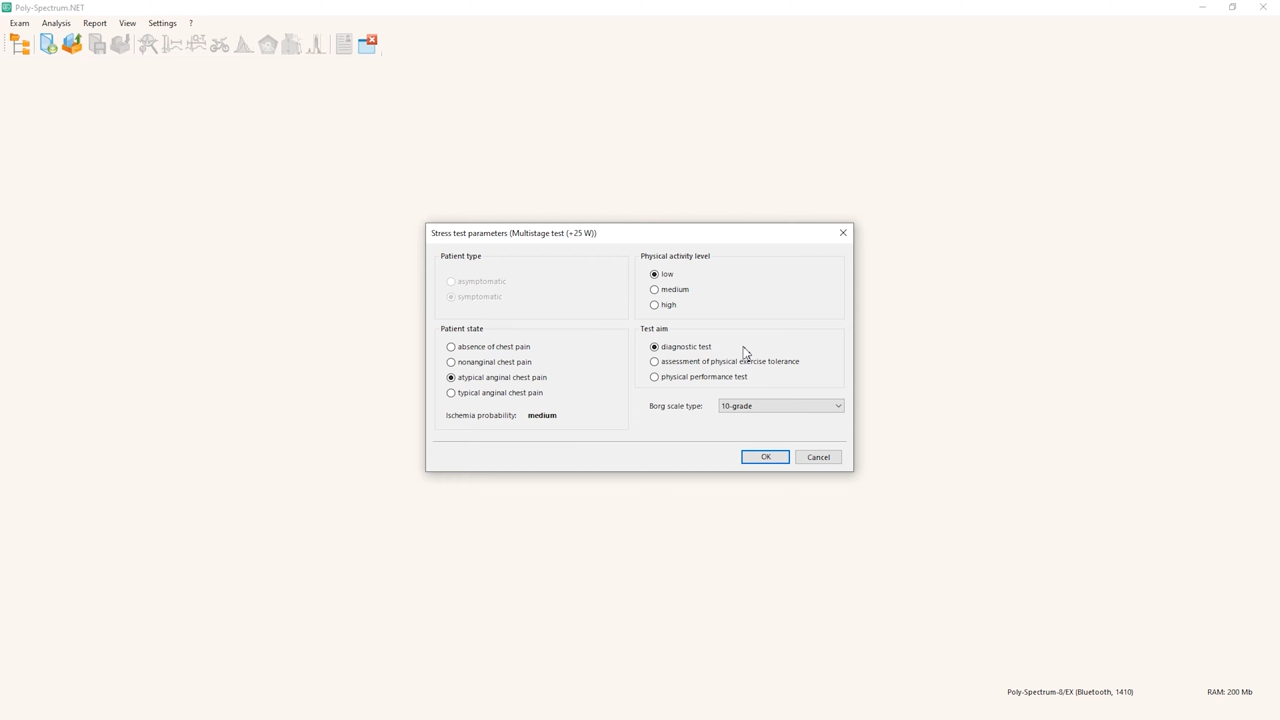 Poly-Spectrum.NET
Exam Analysis Report View Settings ?
Stress test parameters (Multistage test (+25 W))
Patient type
asymptomatic
symptomatic
Patient state
absence of chest pain
nonanginal chest pain
atypical anginal chest pain
typical anginal chest pain
Ischemia probability: medium
Physical activity level
low
medium
high
Test aim
diagnostic test
assessment of physical exercise tolerance
physical performance test
Borg scale type: 10-grade
OK Cancel
Poly-Spectrum-8/EX (Bluetooth, 1410) RAM: 200 Mb